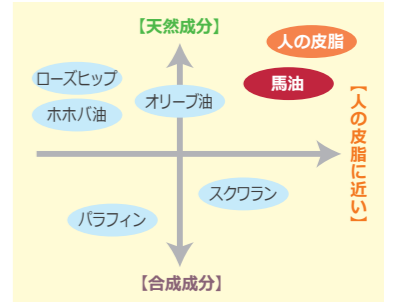 【天然成分】
人の皮脂
ローズヒップ
馬油
オリーブ油
ホホバ油
【人の皮脂に近い】
スクワラン
パラフィン
【合成成分】